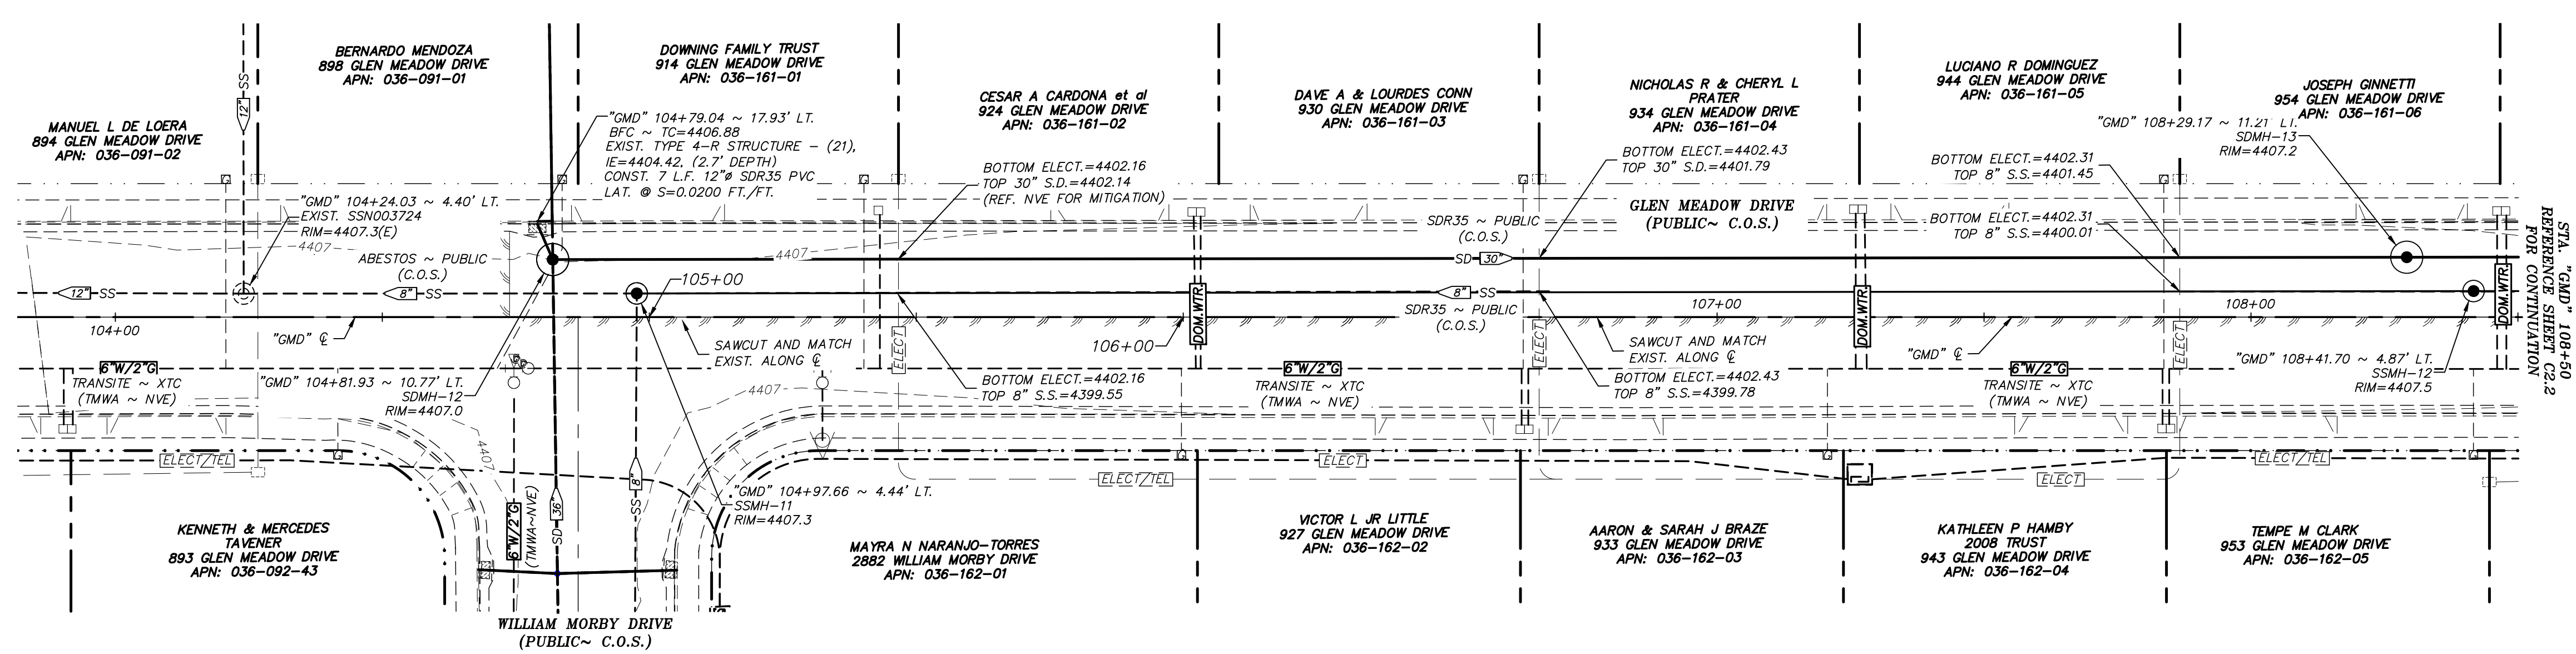 BERNARDO MENDOZA
898 GLEN MEADOW DRIVE
APN: 036-091-01
DOWNING FAMILY TRUST
914 GLEN MEADOW DRIVE
APN: 036-161-01
CESAR A CARDONA et al
924 GLEN MEADOW DRIVE
APN: 036-161-02
DAVE A & LOURDES CONN
930 GLEN MEADOW DRIVE
APN: 036-161-03
NICHOLAS R & CHERYL L
PRATER
934 GLEN MEADOW DRIVE
APN: 036-161-04
LUCIANO R DOMINGUEZ
944 GLEN MEADOW DRIVE
APN: 036-161-05
JOSEPH GINNETTI
954 GLEN MEADOW DRIVE
APN: 036-161-06
MANUEL L DE LOERA
894 GLEN MEADOW DRIVE
APN: 036-091-02
12" SS
"GMD" 104+79.04 ~ 17.93' LT.
BFC ~ TC=4406.88
EXIST. TYPE 4-R STRUCTURE - (21),
IE=4404.42, (2.7' DEPTH)
CONST. 7 L.F. 12"ø SDR35 PVC
LAT. @ S=0.0200 FT./FT.
"GMD" 108+29.17 ~ 11.21' LT.
SDMH-13
RIM=4407.2
BOTTOM ELECT.=4402.16
TOP 30" S.D.=4402.14
(REF. NVE FOR MITIGATION)
BOTTOM ELECT.=4402.43
TOP 30" S.D.=4401.79
BOTTOM ELECT.=4402.31
TOP 8" S.S.=4401.45
"GMD" 104+24.03 ~ 4.40' LT.
EXIST. SSN003724
RIM=4407.3(E)
GLEN MEADOW DRIVE
(PUBLIC~ C.O.S.)
SDR35 ~ PUBLIC
(C.O.S.)
BOTTOM ELECT.=4402.31
TOP 8" S.S.=4400.01
STA. "GMD" 108+50
REFERENCE SHEET C2.2
FOR CONTINUATION
4407
ABESTOS ~ PUBLIC
(C.O.S.)
4407
SD 30"
12" SS
8" SS
105+00
8" SS
SDR35 ~ PUBLIC
(C.O.S.)
107+00
108+00
104+00
"GMD" ℄
DOM.WTR.
DOM.WTR.
DOM.WTR.
106+00
SAWCUT AND MATCH
EXIST. ALONG ℄
ELECT
ELECT
SAWCUT AND MATCH
EXIST. ALONG ℄
"GMD" ℄
ELECT
6"W/2"G
TRANSITE ~ XTC
(TMWA ~ NVE)
"GMD" 104+81.93 ~ 10.77' LT.
SDMH-12
RIM=4407.0
4407
BOTTOM ELECT.=4402.16
TOP 8" S.S.=4399.55
6"W/2"G
TRANSITE ~ XTC
(TMWA ~ NVE)
BOTTOM ELECT.=4402.43
TOP 8" S.S.=4399.78
6"W/2"G
TRANSITE ~ XTC
(TMWA ~ NVE)
"GMD" 108+41.70 ~ 4.87' LT.
SSMH-12
RIM=4407.5
4407
ELECT/TEL
ELECT/TEL
ELECT
ELECT
ELECT/TEL
6"W/2"G
(TMWA~NVE)
SD 36"
SS 8"
"GMD" 104+97.66 ~ 4.44' LT.
SSMH-11
RIM=4407.3
KENNETH & MERCEDES
TAVENER
893 GLEN MEADOW DRIVE
APN: 036-092-43
MAYRA N NARANJO-TORRES
2882 WILLIAM MORBY DRIVE
APN: 036-162-01
VICTOR L JR LITTLE
927 GLEN MEADOW DRIVE
APN: 036-162-02
AARON & SARAH J BRAZE
933 GLEN MEADOW DRIVE
APN: 036-162-03
KATHLEEN P HAMBY
2008 TRUST
943 GLEN MEADOW DRIVE
APN: 036-162-04
TEMPE M CLARK
953 GLEN MEADOW DRIVE
APN: 036-162-05
WILLIAM MORBY DRIVE
(PUBLIC~ C.O.S.)